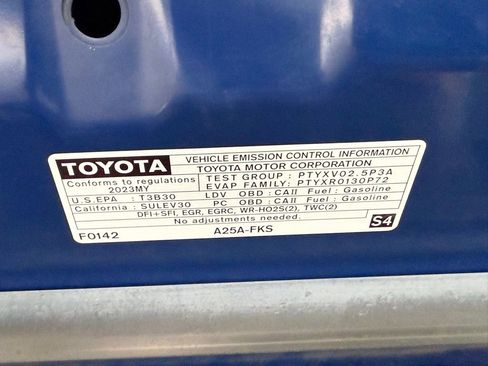 TOYOTA VEHICLE EMISSION CONTROL INFORMATION
TOYOTA MOTOR CORPORATION
Conforms to regulations TEST GROUP : PTYXV02.5P3A
2023MY EVAP FAMILY: PTYXR0130P72
U.S.EPA : T3B30 LDV OBD : CAII Fuel : Gasoline
California : SULEV30 PC OBD : CAII Fuel : Gasoline
DFI+SFI, EGR, EGRC, WR-HO2S(2), TWC(2)
No adjustments needed.
F0142 A25A-FKS S4